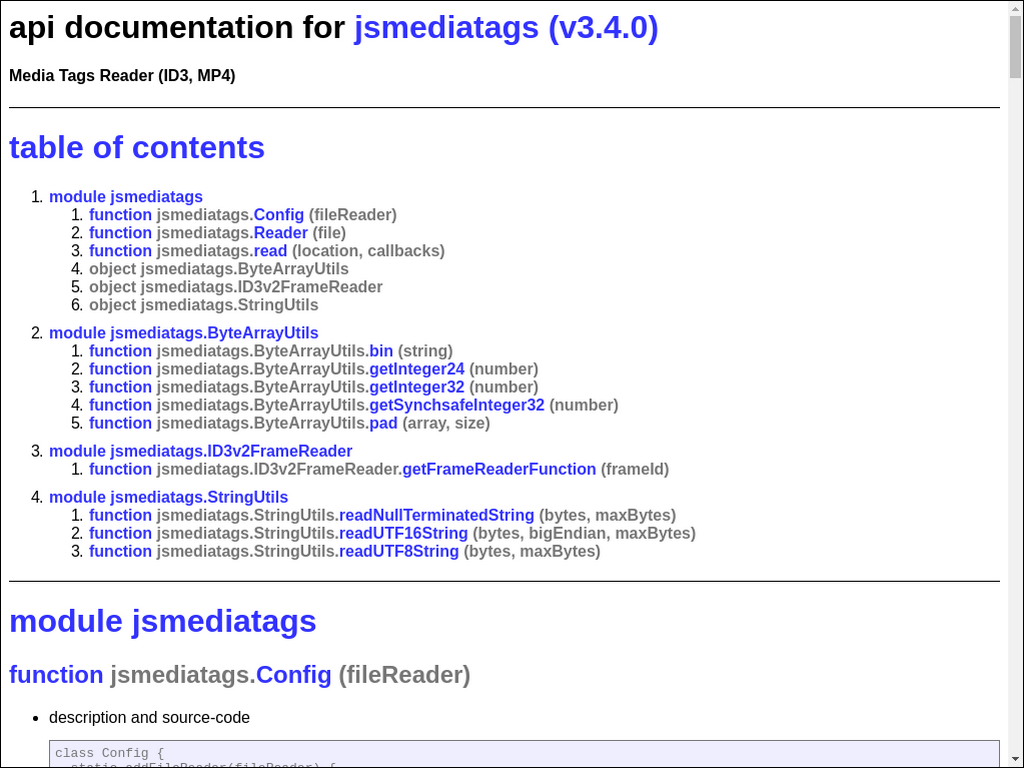 api documentation for jsmediatags (v3.4.0)
Media Tags Reader (ID3, MP4)
table of contents
1. module jsmediatags
1. function jsmediatags.Config (fileReader)
2. function jsmediatags.Reader (file)
3. function jsmediatags.read (location, callbacks)
4. object jsmediatags.ByteArrayUtils
5. object jsmediatags.ID3v2FrameReader
6. object jsmediatags.StringUtils
2. module jsmediatags.ByteArrayUtils
1. function jsmediatags.ByteArrayUtils.bin (string)
2. function jsmediatags.ByteArrayUtils.getInteger24 (number)
3. function jsmediatags.ByteArrayUtils.getInteger32 (number)
4. function jsmediatags.ByteArrayUtils.getSynchsafeInteger32 (number)
5. function jsmediatags.ByteArrayUtils.pad (array, size)
3. module jsmediatags.ID3v2FrameReader
1. function jsmediatags.ID3v2FrameReader.getFrameReaderFunction (frameId)
4. module jsmediatags.StringUtils
1. function jsmediatags.StringUtils.readNullTerminatedString (bytes, maxBytes)
2. function jsmediatags.StringUtils.readUTF16String (bytes, bigEndian, maxBytes)
3. function jsmediatags.StringUtils.readUTF8String (bytes, maxBytes)
module jsmediatags
function jsmediatags.Config (fileReader)
• description and source-code
class Config {
static addFileReader(fileReader) {